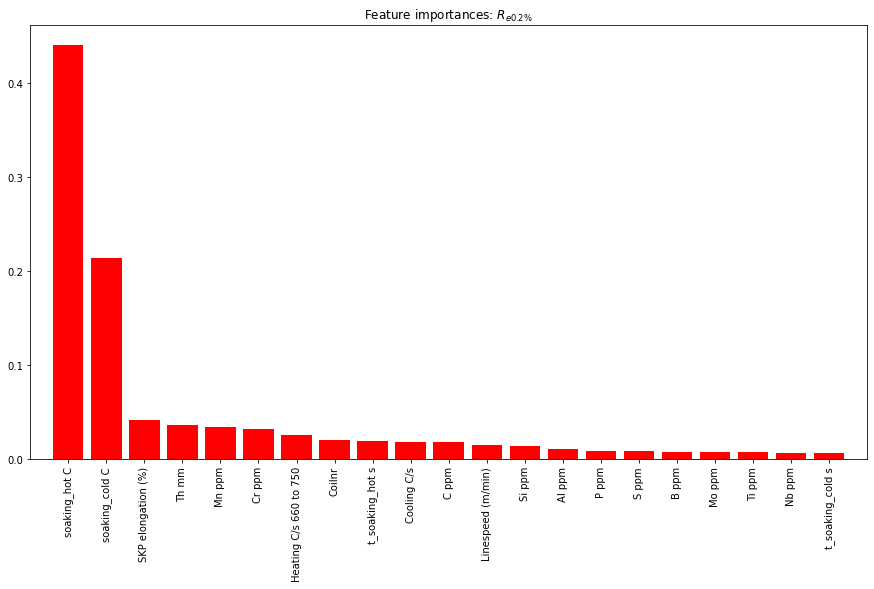 Feature importances: R_{e0.2%}
0.4
0.3
0.2
0.1
0.0
soaking_hot C
soaking_cold C
SKP elongation (%)
Th mm
Mn ppm
Cr ppm
Heating C/s 660 to 750
Coilnr
t_soaking_hot s
Cooling C/s
C ppm
Linespeed (m/min)
Si ppm
Al ppm
P ppm
S ppm
B ppm
Mo ppm
Ti ppm
Nb ppm
t_soaking_cold s